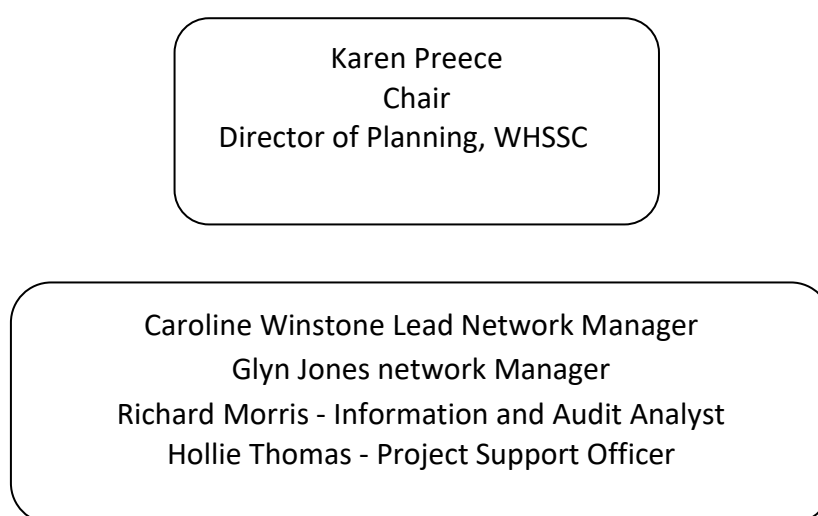 Karen Preece
Chair
Director of Planning, WHSSC
Caroline Winstone Lead Network Manager
Glyn Jones network Manager
Richard Morris - Information and Audit Analyst
Hollie Thomas - Project Support Officer